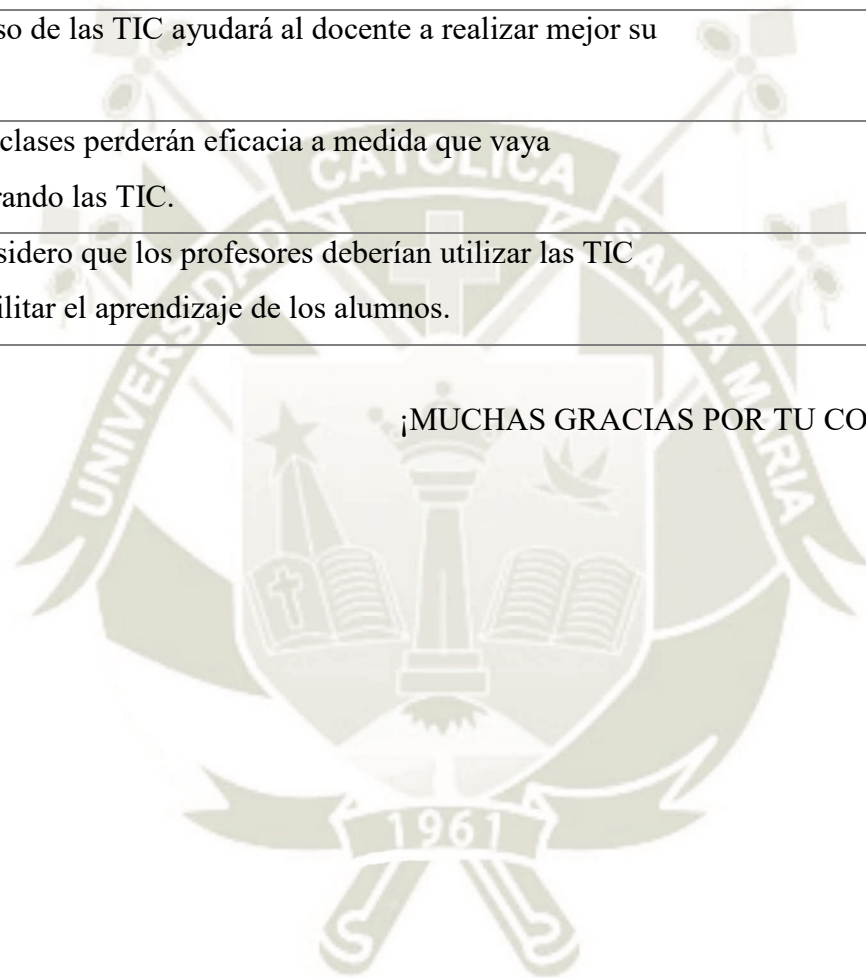 so de las TIC ayudará al docente a realizar mejor su
clases perderán eficacia a medida que vaya
rando las TIC.
sidero que los profesores deberían utilizar las TIC
ilitar el aprendizaje de los alumnos.
¡MUCHAS GRACIAS POR TU CO
UNIVERSIDAD CATOLICA SANTA MARIA
1961